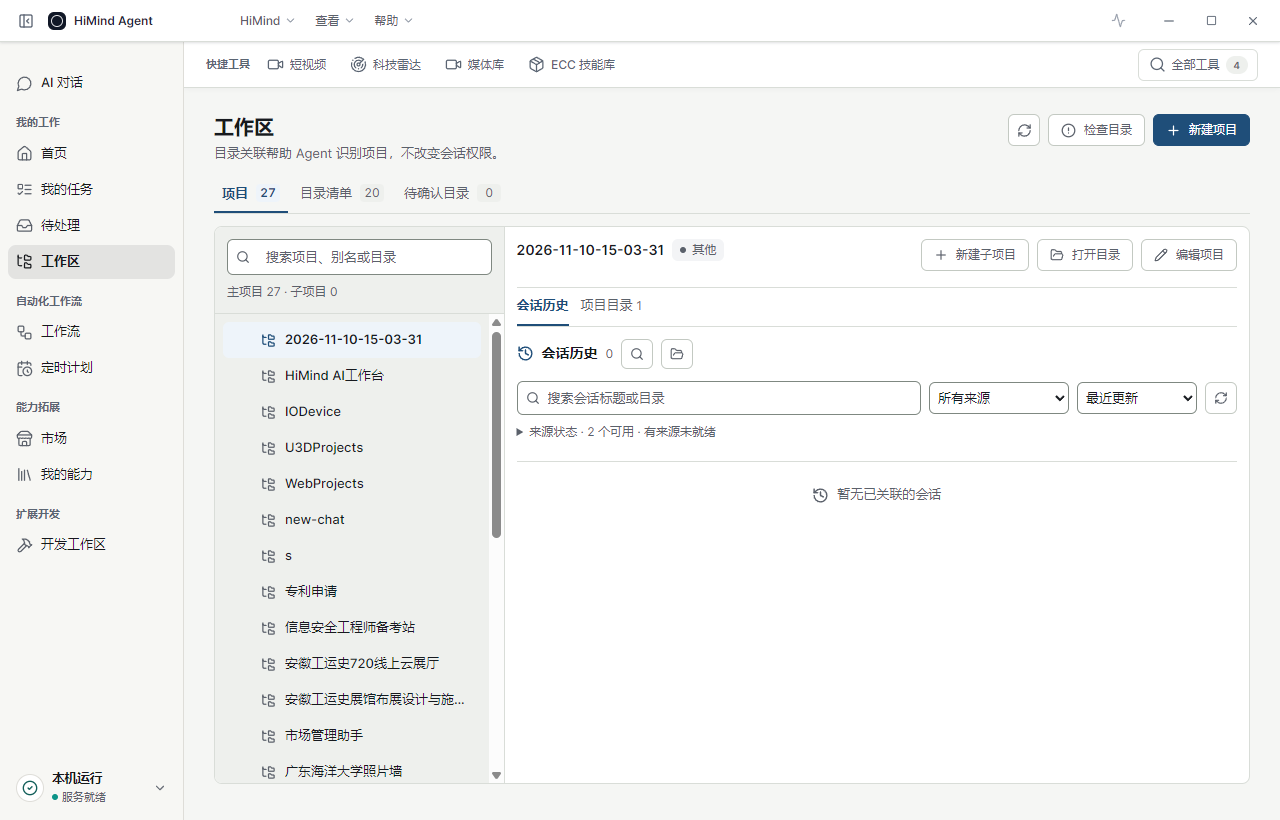 HiMind Agent
HiMind 查看 帮助
AI 对话
我的工作
首页
我的任务
待处理
工作区
自动化工作流
工作流
定时计划
能力拓展
市场
我的能力
扩展开发
开发工作区
本机运行
服务就绪
快捷工具 短视频 科技雷达 媒体库 ECC 技能库 全部工具 4
工作区
目录关联帮助 Agent 识别项目，不改变会话权限。
检查目录 新建项目
项目 27 目录清单 20 待确认目录 0
搜索项目、别名或目录
主项目 27 · 子项目 0
2026-11-10-15-03-31
HiMind AI工作台
IODevice
U3DProjects
WebProjects
new-chat
s
专利申请
信息安全工程师备考站
安徽工运史720线上云展厅
安徽工运史展馆布展设计与施...
市场管理助手
广东海洋大学照片墙
2026-11-10-15-03-31 其他
新建子项目 打开目录 编辑项目
会话历史 项目目录 1
会话历史 0
搜索会话标题或目录 所有来源 最近更新
来源状态 · 2 个可用 · 有来源未就绪
暂无已关联的会话